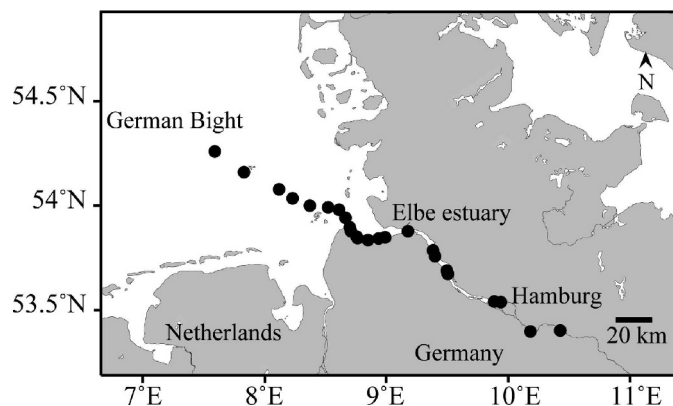 54.5°N
German Bight
N
54°N
Elbe estuary
53.5°N
Hamburg
20 km
Netherlands
Germany
7°E
8°E
9°E
10°E
11°E